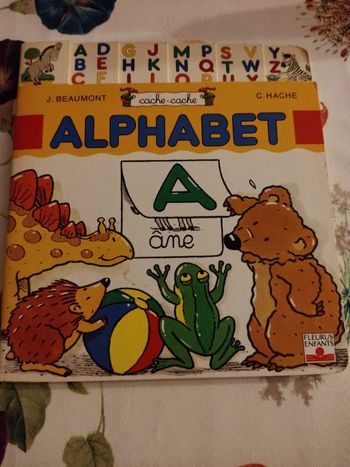 A D G J M P S V Y
B E H K N Q T W Z
C F I L O R U X
J. BEAUMONT
cache-cache
C. HACHE
ALPHABET
A
âne
FLEURUS
ENFANTS